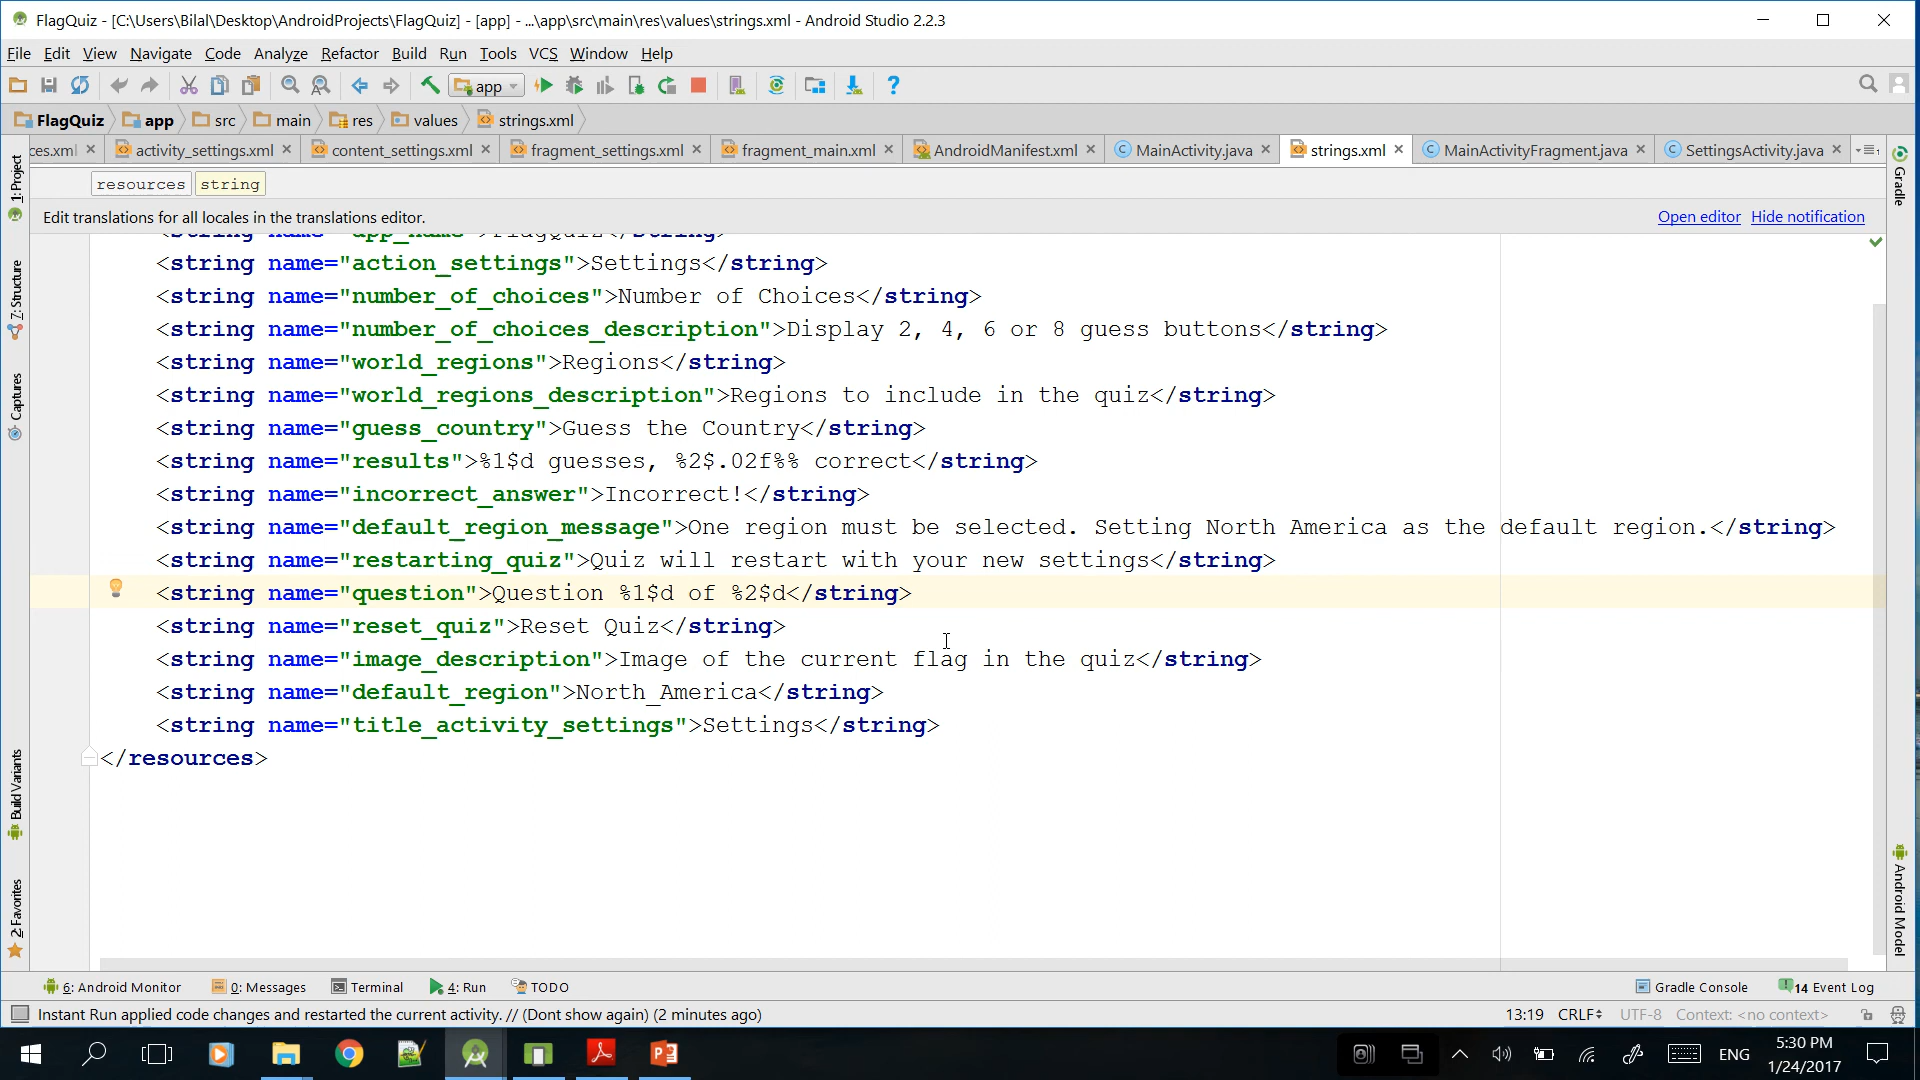 FlagQuiz - [C:\Users\Bilal\Desktop\AndroidProjects\FlagQuiz] - [app] - ...\app\src\main\res\values\strings.xml - Android Studio 2.2.3
File Edit View Navigate Code Analyze Refactor Build Run Tools VCS Window Help
app
FlagQuiz app src main res values strings.xml
ces.xml activity_settings.xml content_settings.xml fragment_settings.xml fragment_main.xml AndroidManifest.xml MainActivity.java strings.xml MainActivityFragment.java SettingsActivity.java
1: Project
7: Structure
Captures
Build Variants
2: Favorites
Gradle
Android Model
resources string
Edit translations for all locales in the translations editor. Open editor Hide notification
<string name="app_name">FlagQuiz</string>
<string name="action_settings">Settings</string>
<string name="number_of_choices">Number of Choices</string>
<string name="number_of_choices_description">Display 2, 4, 6 or 8 guess buttons</string>
<string name="world_regions">Regions</string>
<string name="world_regions_description">Regions to include in the quiz</string>
<string name="guess_country">Guess the Country</string>
<string name="results">%1$d guesses, %2$.02f%% correct</string>
<string name="incorrect_answer">Incorrect!</string>
<string name="default_region_message">One region must be selected. Setting North America as the default region.</string>
<string name="restarting_quiz">Quiz will restart with your new settings</string>
<string name="question">Question %1$d of %2$d</string>
<string name="reset_quiz">Reset Quiz</string>
<string name="image_description">Image of the current flag in the quiz</string>
<string name="default_region">North_America</string>
<string name="title_activity_settings">Settings</string>
</resources>
6: Android Monitor 0: Messages Terminal 4: Run TODO Gradle Console 14 Event Log
Instant Run applied code changes and restarted the current activity. // (Dont show again) (2 minutes ago) 13:19 CRLF UTF-8 Context: <no context>
ENG
5:30 PM
1/24/2017